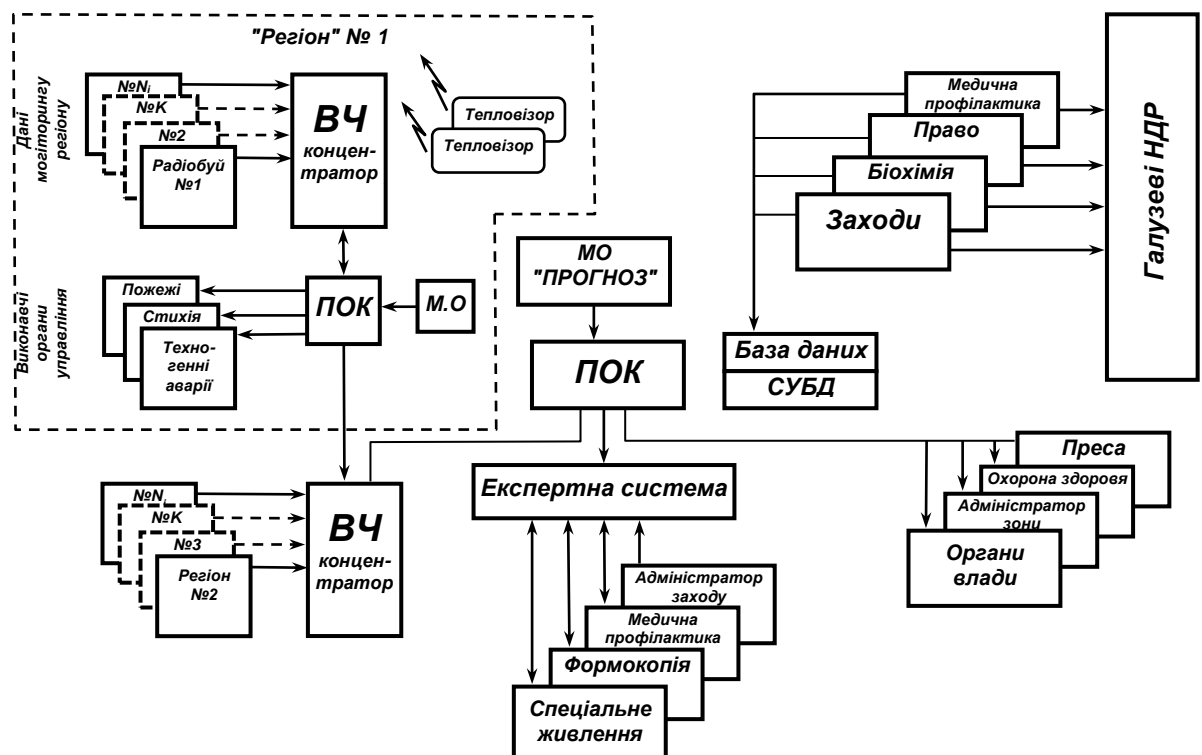 "Регіон" № 1
Дані
могіторингу
регіону
№Nᵢ
№K
№2
Радіобуй
№1
ВЧ
концен-
тратор
Тепловізор
Тепловізор
Виконавчі
органи
управління
Пожежі
Стихія
Техно-
генні
аварії
ПОК
М.О
МО
"ПРОГНОЗ"
ПОК
Медична
профілактика
Право
Біохімія
Заходи
Галузеві НДР
База даних
СУБД
№Nᵢ
№K
№3
Регіон
№2
ВЧ
концен-
тратор
Експертна система
Адміністратор
заходу
Медична
профілактика
Формокопія
Спеціальне
живлення
Преса
Охорона здоровя
Адміністратор
зони
Органи
влади